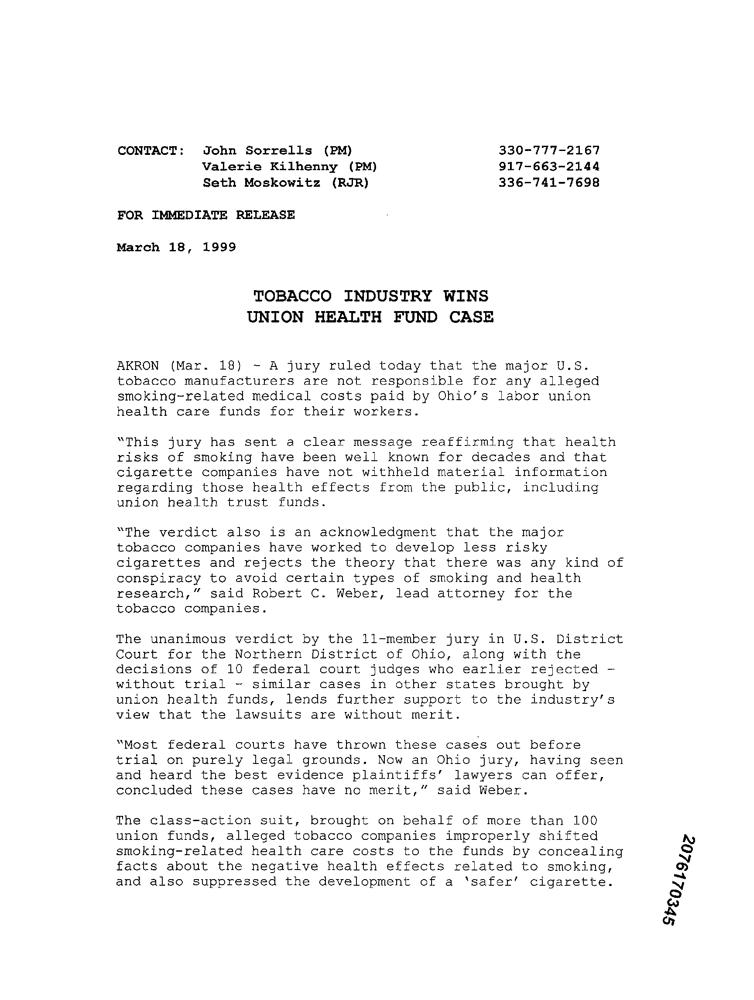 CONTACT: John Sorrells (PM) 330-777-2167
Valerie Kilhenny (PM) 917-663-2144
Seth Moskowitz (RJR) 336-741-7698
FOR IMMEDIATE RELEASE
March 18, 1999
TOBACCO INDUSTRY WINS
UNION HEALTH FUND CASE
AKRON (Mar. 18) - A jury ruled today that the major U.S.
tobacco manufacturers are not responsible for any alleged
smoking-related medical costs paid by Ohio's labor union
health care funds for their workers.
"This jury has sent a clear message reaffirming that health
risks of smoking have been well known for decades and that
cigarette companies have not withheld material information
regarding those health effects from the public, including
union health trust funds.
"The verdict also is an acknowledgment that the major
tobacco companies have worked to develop less risky
cigarettes and rejects the theory that there was any kind of
conspiracy to avoid certain types of smoking and health
research," said Robert C. Weber, lead attorney for the
tobacco companies.
The unanimous verdict by the 11-member jury in U.S. District
Court for the Northern District of Ohio, along with the
decisions of 10 federal court judges who earlier rejected -
without trial - similar cases in other states brought by
union health funds, lends further support to the industry's
view that the lawsuits are without merit.
"Most federal courts have thrown these cases out before
trial on purely legal grounds. Now an Ohio jury, having seen
and heard the best evidence plaintiffs' lawyers can offer,
concluded these cases have no merit," said Weber.
The class-action suit, brought on behalf of more than 100
union funds, alleged tobacco companies improperly shifted
smoking-related health care costs to the funds by concealing
facts about the negative health effects related to smoking,
and also suppressed the development of a 'safer' cigarette.
2076170345